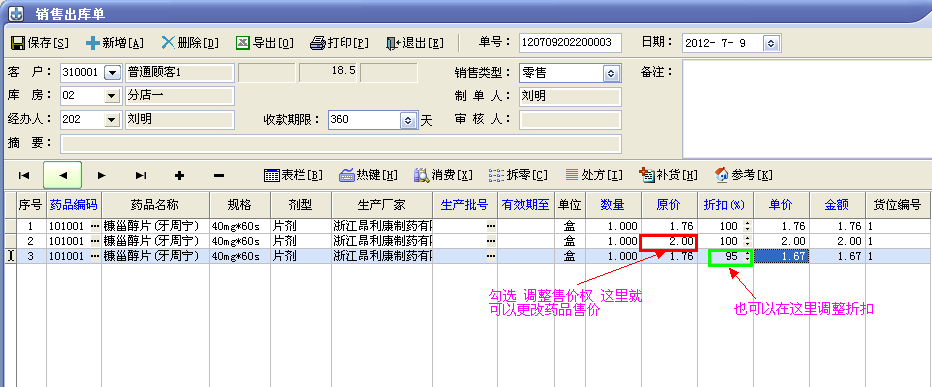 销售出库单
保存[S] 新增[A] 删除[D] 导出[O] 打印[P] 退出[E] 单号: 120709202200003 日期: 2012- 7- 9
客 户: 310001 普通顾客1 18.5 销售类型: 零售 备注:
库 房: 02 分店一 制 单 人: 刘明
经办人: 202 刘明 收款期限: 360 天 审 核 人:
摘 要:
表栏[B] 热键[H] 消费[X] 拆零[C] 处方[I] 补货[H] 参考[K]
序号 药品编码 药品名称 规格 剂型 生产厂家 生产批号 有效期至 单位 数量 原价 折扣(%) 单价 金额 货位编号
1 101001 ··· 糠甾醇片(牙周宁) 40mg*60s 片剂 浙江昂利康制药有 ··· 盒 1.000 1.76 100 1.76 1.76 1
2 101001 ··· 糠甾醇片(牙周宁) 40mg*60s 片剂 浙江昂利康制药有 ··· 盒 1.000 2.00 100 2.00 2.00 1
3 101001 ··· 糠甾醇片(牙周宁) 40mg*60s 片剂 浙江昂利康制药有 ··· 盒 1.000 1.76 95 1.67 1.67 1
勾选 调整售价权 这里就
可以更改药品售价
也可以在这里调整折扣